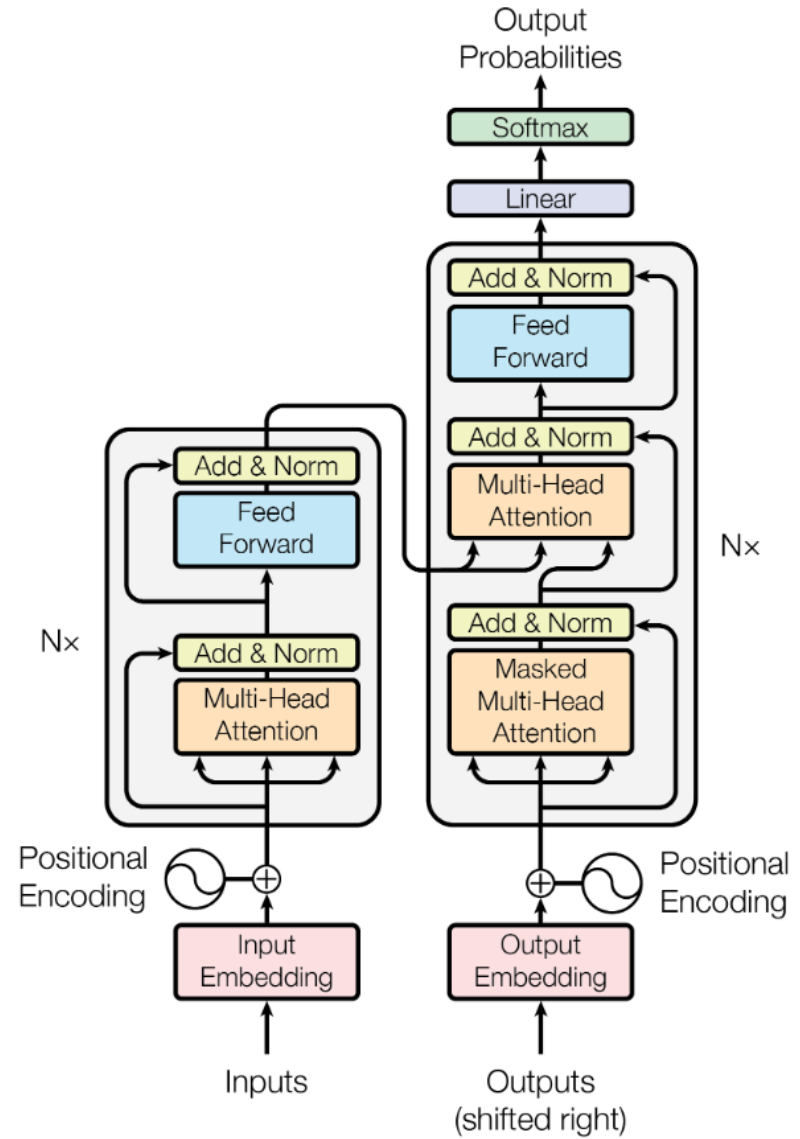 Output
Probabilities
Softmax
Linear
Add & Norm
Feed
Forward
Add & Norm
Multi-Head
Attention
Add & Norm
Masked
Multi-Head
Attention
Nx
Add & Norm
Feed
Forward
Add & Norm
Multi-Head
Attention
Nx
Positional
Encoding
Positional
Encoding
Input
Embedding
Output
Embedding
Inputs
Outputs
(shifted right)